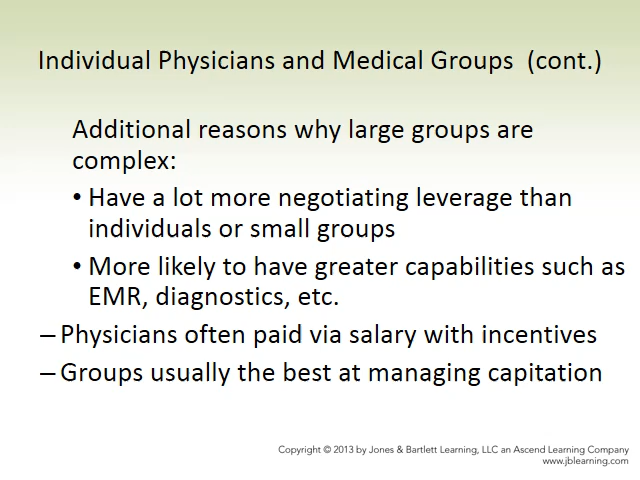 Individual Physicians and Medical Groups (cont.)
Additional reasons why large groups are
complex:
• Have a lot more negotiating leverage than
individuals or small groups
• More likely to have greater capabilities such as
EMR, diagnostics, etc.
– Physicians often paid via salary with incentives
– Groups usually the best at managing capitation
Copyright © 2013 by Jones & Bartlett Learning, LLC an Ascend Learning Company
www.jblearning.com